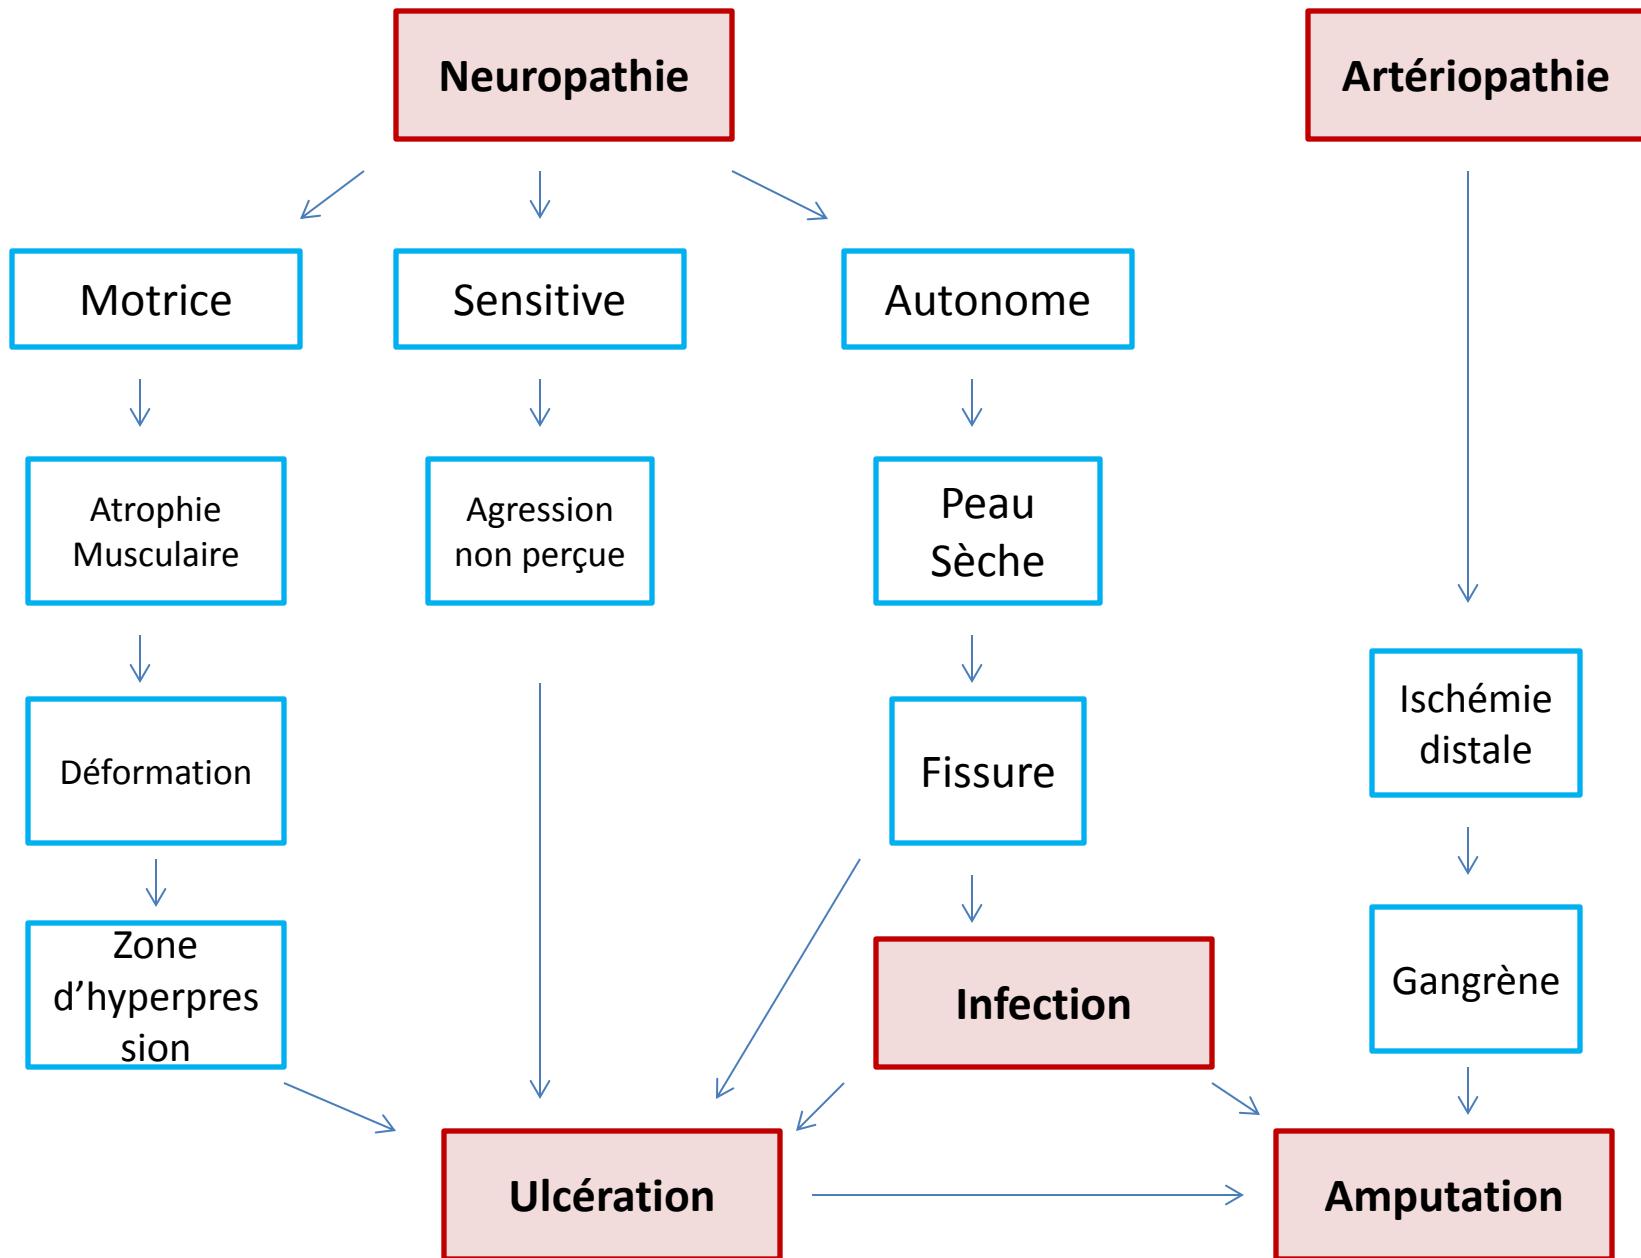 Neuropathie
Artériopathie
Motrice
Sensitive
Autonome
Atrophie
Musculaire
Agression
non perçue
Peau
Sèche
Déformation
Fissure
Ischémie
distale
Zone
d’hyperpres
sion
Infection
Gangrène
Ulcération
Amputation